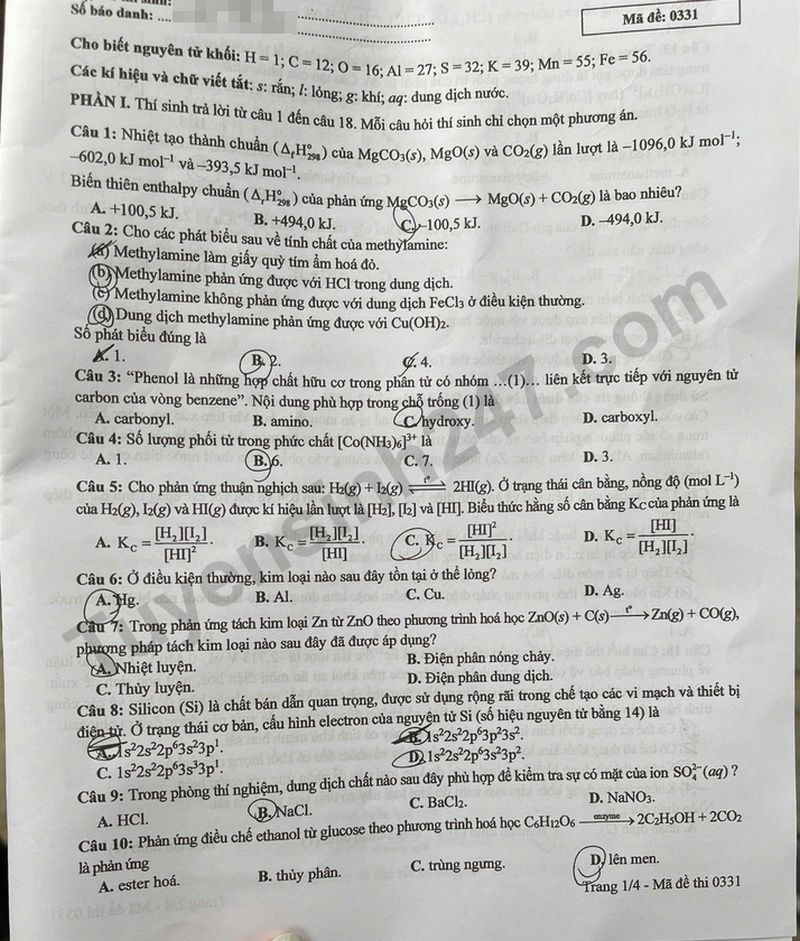 Số báo danh: ....
Mã đề: 0331
Cho biết nguyên tử khối: H = 1; C = 12; O = 16; Al = 27; S = 32; K = 39; Mn = 55; Fe = 56.
Các kí hiệu và chữ viết tắt: s: rắn; l: lỏng; g: khí; aq: dung dịch nước.
PHẦN I. Thí sinh trả lời từ câu 1 đến câu 18. Mỗi câu hỏi thí sinh chỉ chọn một phương án.
Câu 1: Nhiệt tạo thành chuẩn (ΔfH°298) của MgCO3(s), MgO(s) và CO2(g) lần lượt là –1096,0 kJ mol⁻¹;
–602,0 kJ mol⁻¹ và –393,5 kJ mol⁻¹.
Biến thiên enthalpy chuẩn (ΔrH°298) của phản ứng MgCO3(s) ⟶ MgO(s) + CO2(g) là bao nhiêu?
A. +100,5 kJ. B. +494,0 kJ. C. –100,5 kJ. D. –494,0 kJ.
Câu 2: Cho các phát biểu sau về tính chất của methylamine:
(a) Methylamine làm giấy quỳ tím ẩm hoá đỏ.
(b) Methylamine phản ứng được với HCl trong dung dịch.
(c) Methylamine không phản ứng được với dung dịch FeCl3 ở điều kiện thường.
(d) Dung dịch methylamine phản ứng được với Cu(OH)2.
Số phát biểu đúng là
A. 1. B. 2. C. 4. D. 3.
Câu 3: “Phenol là những hợp chất hữu cơ trong phân tử có nhóm …(1)… liên kết trực tiếp với nguyên tử
carbon của vòng benzene”. Nội dung phù hợp trong chỗ trống (1) là
A. carbonyl. B. amino. C. hydroxy. D. carboxyl.
Câu 4: Số lượng phối tử trong phức chất [Co(NH3)6]³⁺ là
A. 1. B. 6. C. 7. D. 3.
Câu 5: Cho phản ứng thuận nghịch sau: H2(g) + I2(g) ⇌ (t°) 2HI(g). Ở trạng thái cân bằng, nồng độ (mol L⁻¹)
của H2(g), I2(g) và HI(g) được kí hiệu lần lượt là [H2], [I2] và [HI]. Biểu thức hằng số cân bằng KC của phản ứng là
A. KC = [H2][I2]/[HI]². B. KC = [H2][I2]/[HI]. C. KC = [HI]²/[H2][I2]. D. KC = [HI]/[H2][I2].
Câu 6: Ở điều kiện thường, kim loại nào sau đây tồn tại ở thể lỏng?
A. Hg. B. Al. C. Cu. D. Ag.
Câu 7: Trong phản ứng tách kim loại Zn từ ZnO theo phương trình hoá học ZnO(s) + C(s) ⟶ (t°) Zn(g) + CO(g),
phương pháp tách kim loại nào sau đây đã được áp dụng?
A. Nhiệt luyện. B. Điện phân nóng chảy.
C. Thủy luyện. D. Điện phân dung dịch.
Câu 8: Silicon (Si) là chất bán dẫn quan trọng, được sử dụng rộng rãi trong chế tạo các vi mạch và thiết bị
điện tử. Ở trạng thái cơ bản, cấu hình electron của nguyên tử Si (số hiệu nguyên tử bằng 14) là
A. 1s²2s²2p⁶3s²3p¹. B. 1s²2s²2p⁶3p²3s².
C. 1s²2s²2p⁶3s³3p¹. D. 1s²2s²2p⁶3s²3p².
Câu 9: Trong phòng thí nghiệm, dung dịch chất nào sau đây phù hợp để kiểm tra sự có mặt của ion SO₄²⁻(aq) ?
A. HCl. B. NaCl. C. BaCl2. D. NaNO3.
Câu 10: Phản ứng điều chế ethanol từ glucose theo phương trình hoá học C6H12O6 ⟶ (enzyme) 2C2H5OH + 2CO2
là phản ứng
A. ester hoá. B. thủy phân. C. trùng ngưng. D. lên men.
Trang 1/4 - Mã đề thi 0331
Tuyensinh247.com